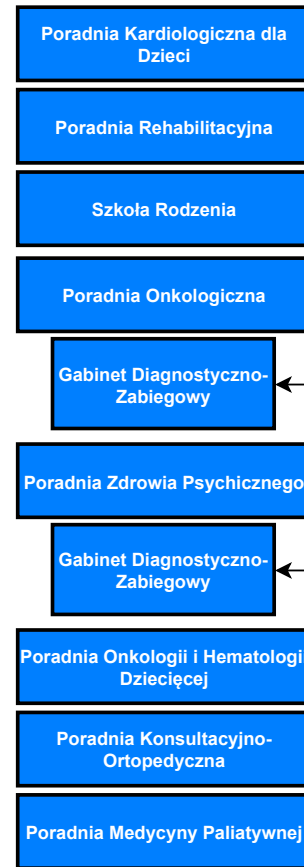 Poradnia Kardiologiczna dla
Dzieci
Poradnia Rehabilitacyjna
Szkoła Rodzenia
Poradnia Onkologiczna
Gabinet Diagnostyczno-
Zabiegowy
Poradnia Zdrowia Psychicznego
Gabinet Diagnostyczno-
Zabiegowy
Poradnia Onkologii i Hematologii
Dziecięcej
Poradnia Konsultacyjno-
Ortopedyczna
Poradnia Medycyny Paliatywnej